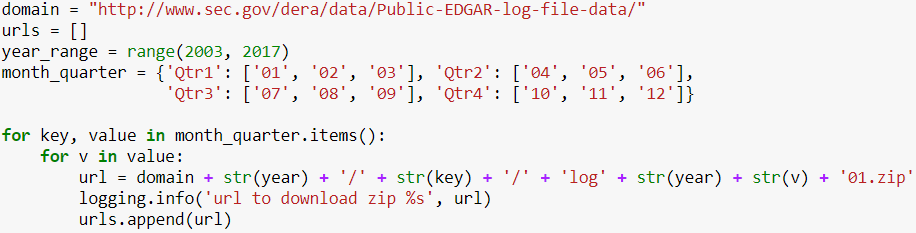 domain = "http://www.sec.gov/dera/data/Public-EDGAR-log-file-data/"
urls = []
year_range = range(2003, 2017)
month_quarter = {'Qtr1': ['01', '02', '03'], 'Qtr2': ['04', '05', '06'],
                 'Qtr3': ['07', '08', '09'], 'Qtr4': ['10', '11', '12']}

for key, value in month_quarter.items():
    for v in value:
        url = domain + str(year) + '/' + str(key) + '/' + 'log' + str(year) + str(v) + '01.zip'
        logging.info('url to download zip %s', url)
        urls.append(url)